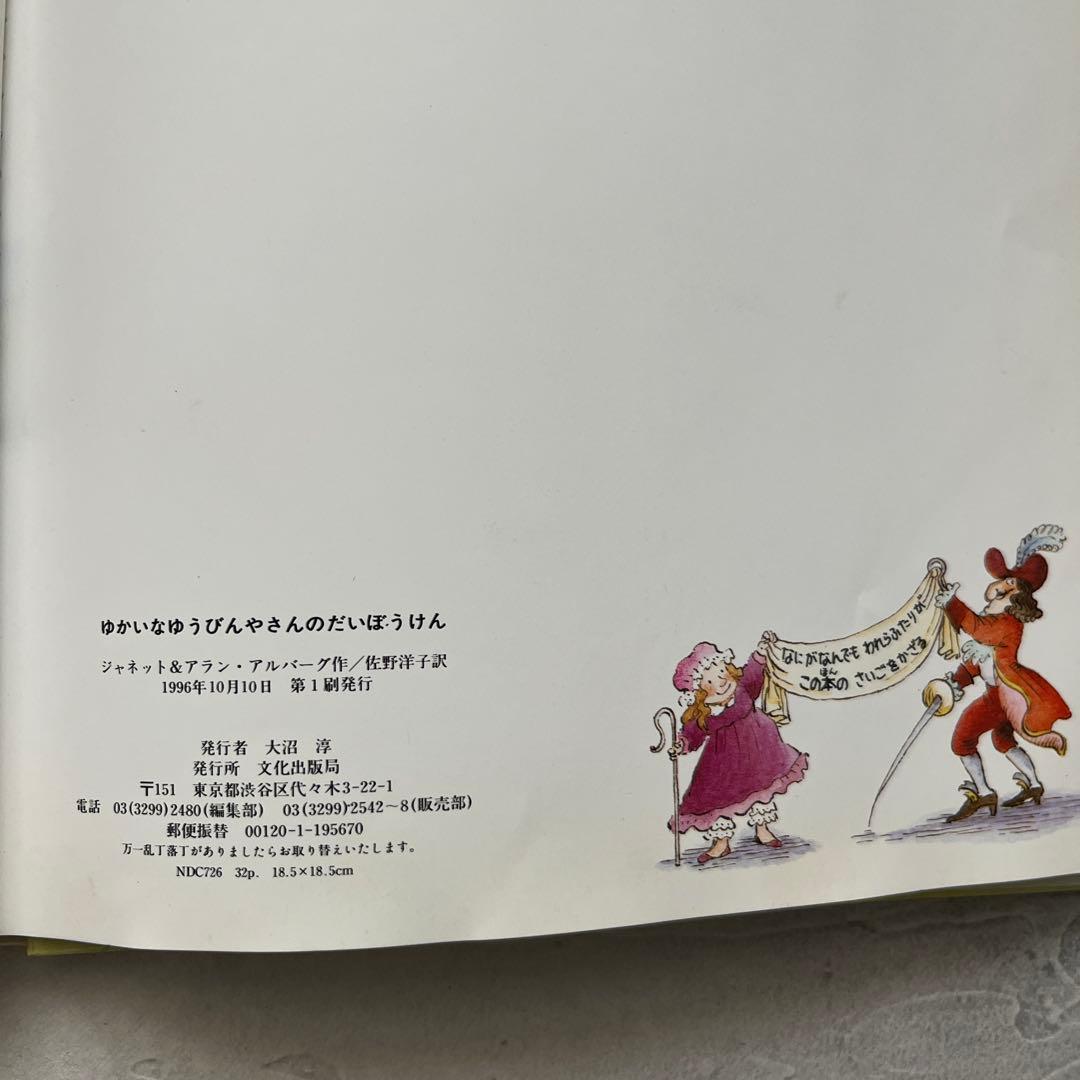 ゆかいなゆうびんやさんのだいぼうけん
ジャネット＆アラン・アルバーグ作／佐野洋子訳
1996年10月10日　第1刷発行
発行者　大沼　淳
発行所　文化出版局
〒151　東京都渋谷区代々木3-22-1
電話　03(3299)2480(編集部)　03(3299)2542～8(販売部)
郵便振替　00120-1-195670
万一乱丁落丁がありましたらお取り替えいたします。
NDC726　32p.　18.5×18.5cm
なにがなんでも われらふたりが
ほん
この本の さいごをかざる